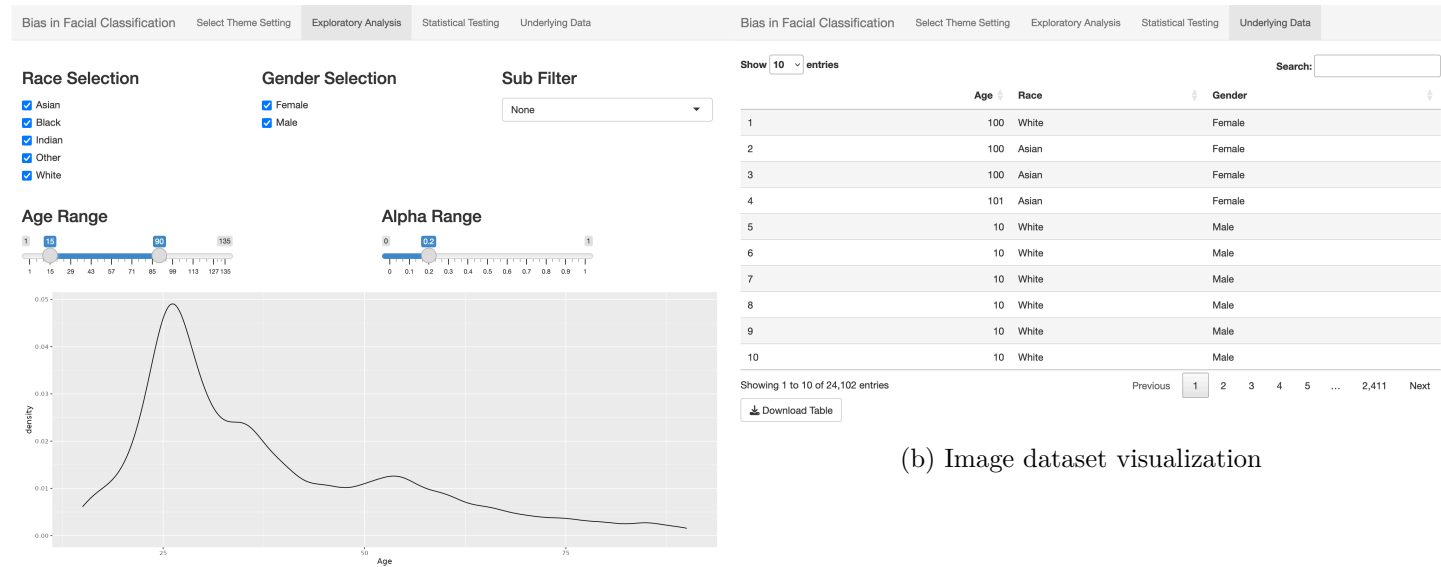 Bias in Facial Classification Select Theme Setting Exploratory Analysis Statistical Testing Underlying Data
Race Selection Gender Selection Sub Filter
Asian Female None
Black Male
Indian
Other
White
Age Range Alpha Range
1 15 90 135 0 0.2 1
1 15 29 43 57 71 85 99 113 127 135 0 0.1 0.2 0.3 0.4 0.5 0.6 0.7 0.8 0.9 1
0.05
0.04
0.03
0.02
0.01
0.00
density
25 50 75
Age
Bias in Facial Classification Select Theme Setting Exploratory Analysis Statistical Testing Underlying Data
Show 10 entries Search:
Age Race Gender
1 100 White Female
2 100 Asian Female
3 100 Asian Female
4 101 Asian Female
5 10 White Male
6 10 White Male
7 10 White Male
8 10 White Male
9 10 White Male
10 10 White Male
Showing 1 to 10 of 24,102 entries Previous 1 2 3 4 5 … 2,411 Next
Download Table
(b) Image dataset visualization